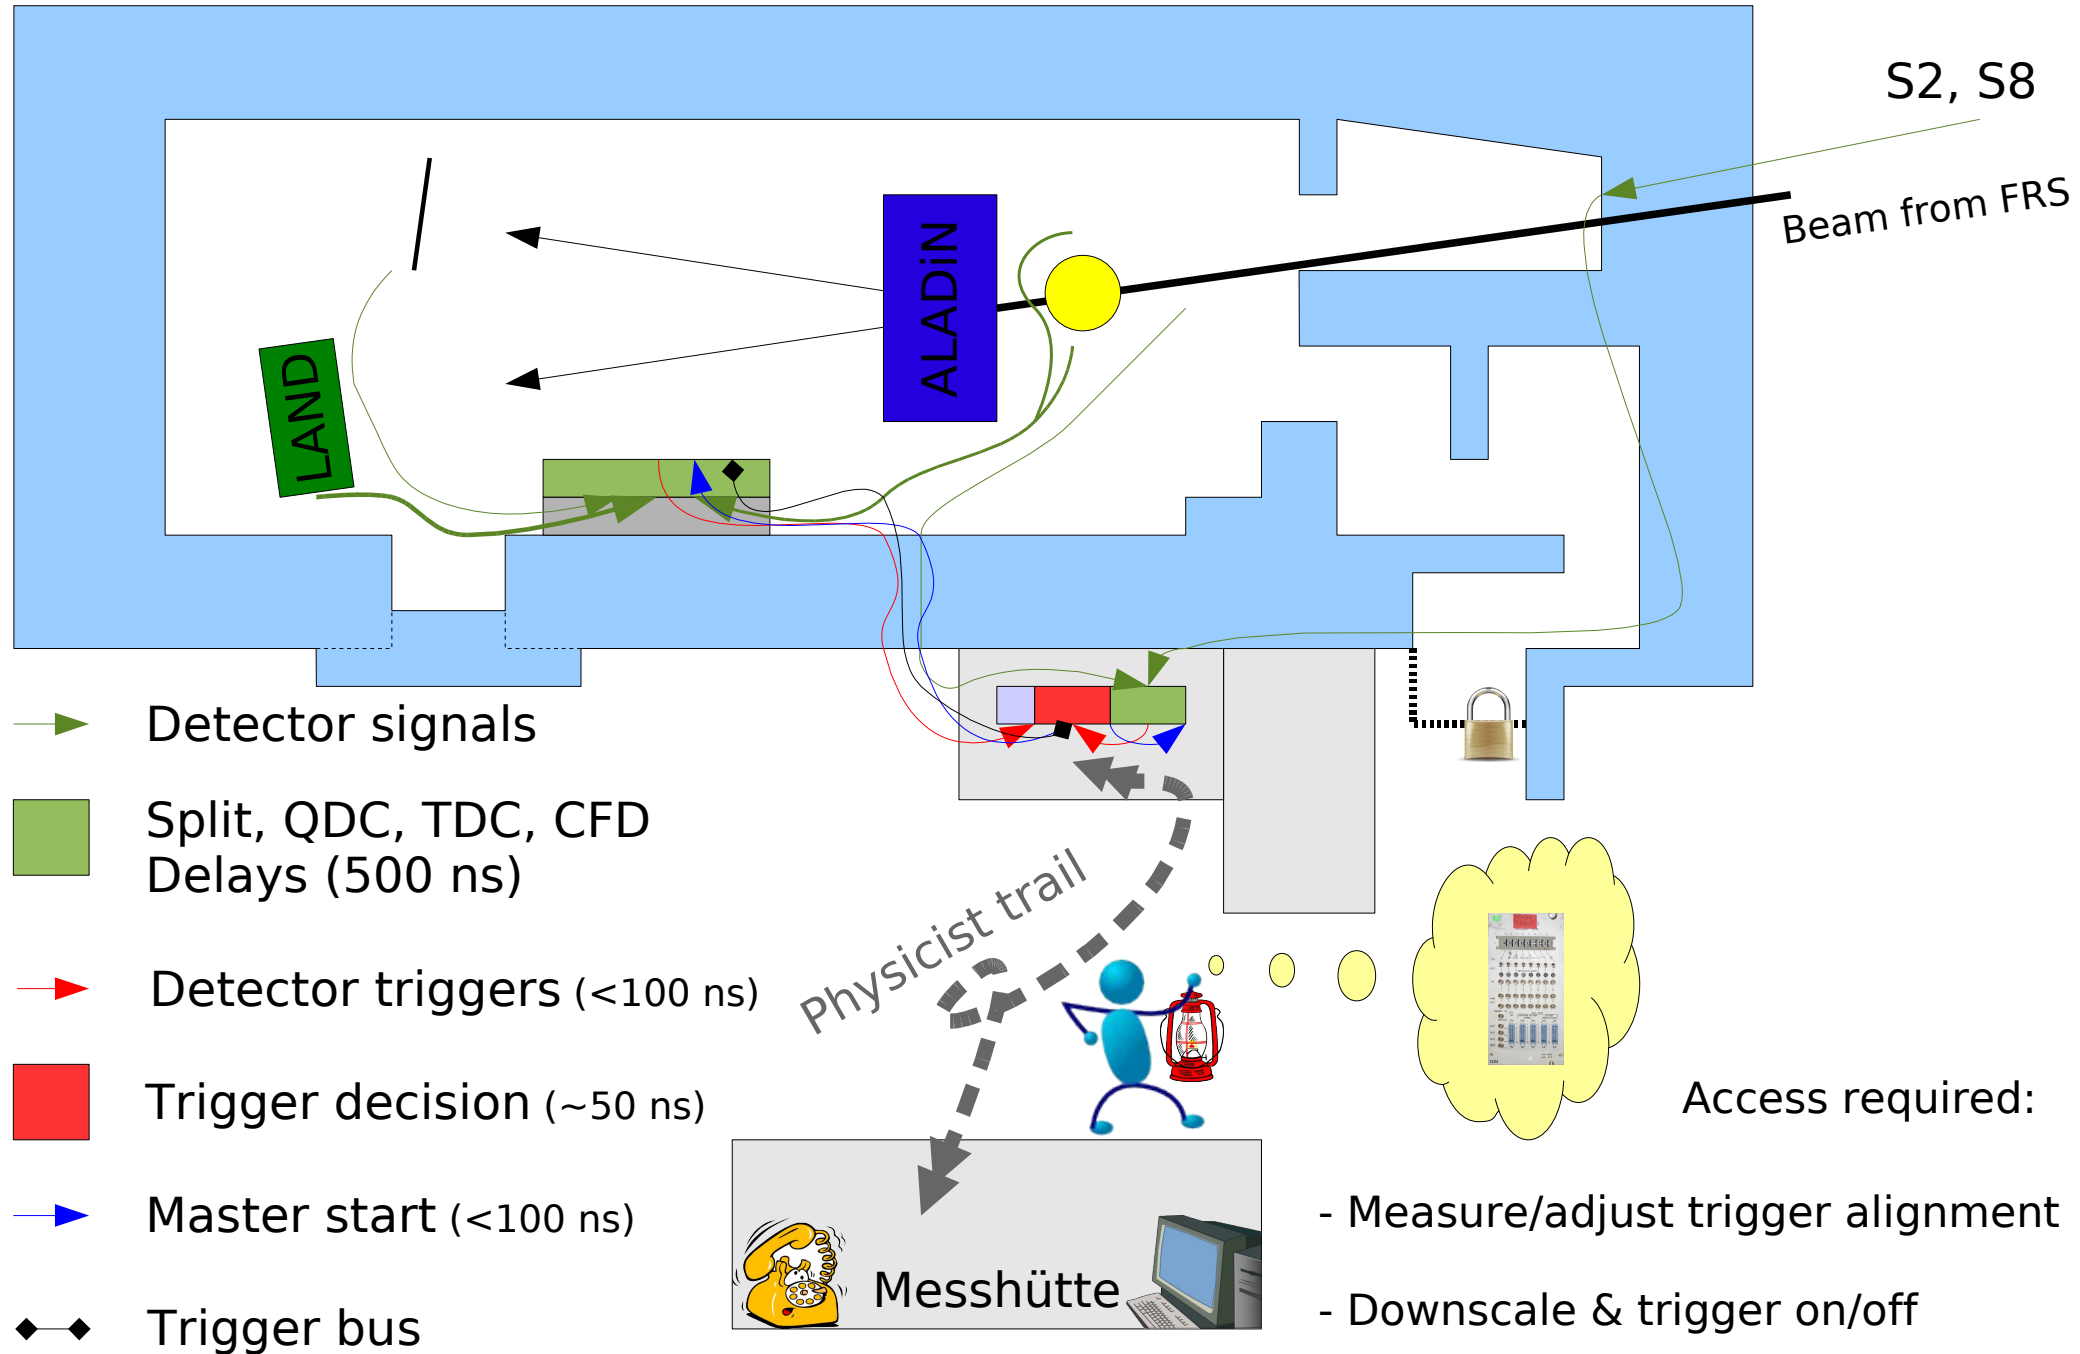 S2, S8
Beam from FRS
ALADiN
LAND
Detector signals
Split, QDC, TDC, CFD
Delays (500 ns)
Detector triggers (<100 ns)
Trigger decision (~50 ns)
Master start (<100 ns)
Trigger bus
Physicist trail
Messhütte
Access required:
- Measure/adjust trigger alignment
- Downscale & trigger on/off